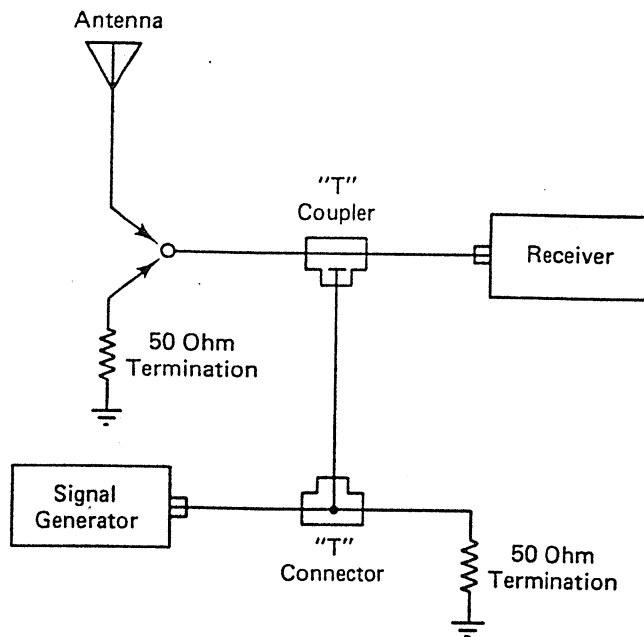 Antenna
"T"
Coupler
Receiver
50 Ohm
Termination
Signal
Generator
"T"
Connector
50 Ohm
Termination